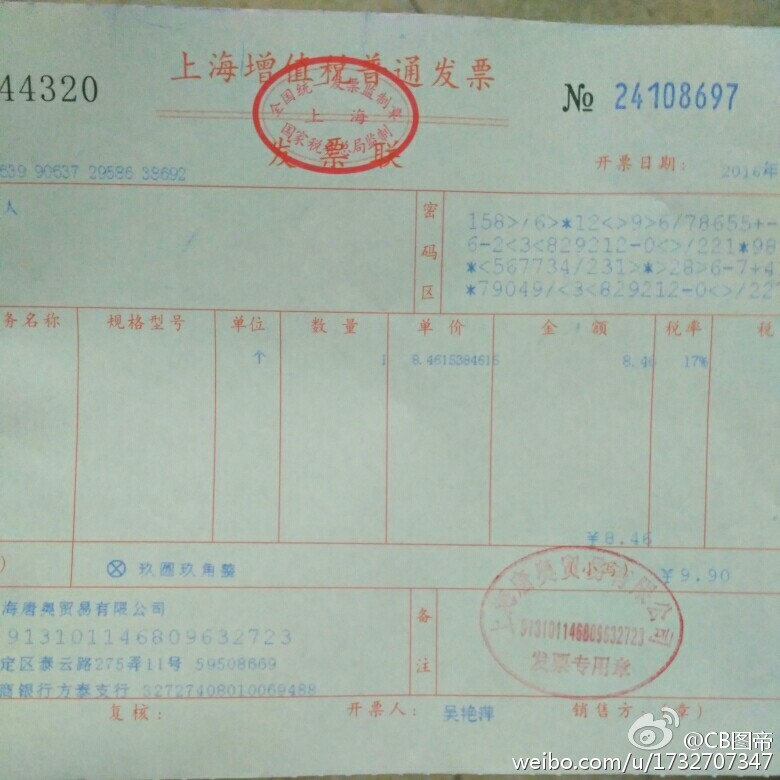 上海增值税普通发票
44320
全国统一发票监制章
上海
国家税务总局监制
№ 24108697
发票联
开票日期: 2016年
639 90637 29586 38692
人
密码区
158>/6>*12<>9>6/78655+-
6-2<3<829212-0<>/221*98
*<567734/231>*>28>6-7+4
*79049/<3<829212-0<>/227
务名称 规格型号 单位 数量 单价 金额 税率 税
个 1 8.4615384615 8.46 17%
¥8.46
) ⊗ 玖圆玖角整 (小写) ¥9.90
海唐奥贸易有限公司
913101146809632723
定区泰云路275弄11号 59508669
商银行方泰支行 32727408010069488
备注
上海唐奥贸易有限公司
913101146809632723
发票专用章
复核: 开票人: 吴艳萍 销售方:(章)
@CB图帝
weibo.com/u/1732707347